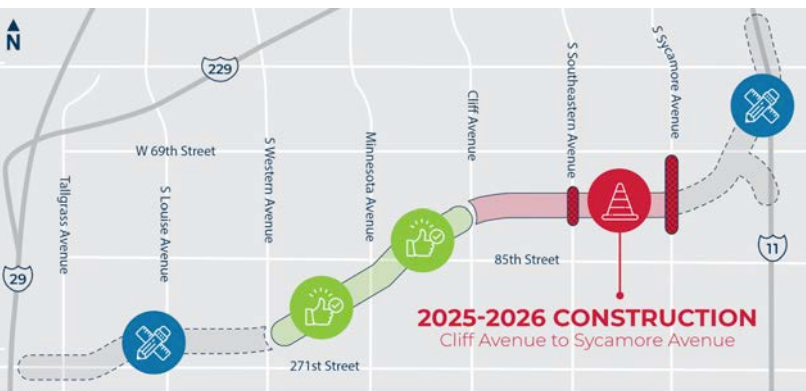 N
229
S Sycamore Avenue
S Southeastern Avenue
Cliff Avenue
Minnesota Avenue
S Western Avenue
W 69th Street
Tallgrass Avenue
S Louise Avenue
85th Street
11
29
2025-2026 CONSTRUCTION
Cliff Avenue to Sycamore Avenue
271st Street